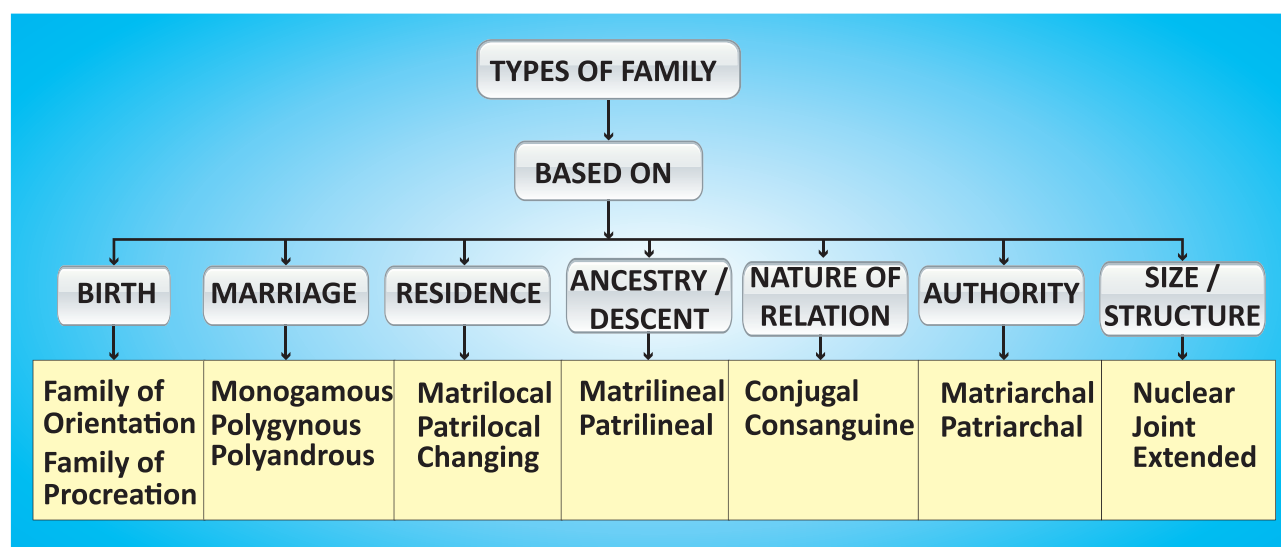 TYPES OF FAMILY
BASED ON
BIRTH
MARRIAGE
RESIDENCE
ANCESTRY /
DESCENT
NATURE OF
RELATION
AUTHORITY
SIZE /
STRUCTURE
Family of
Orientation
Family of
Procreation
Monogamous
Polygynous
Polyandrous
Matrilocal
Patrilocal
Changing
Matrilineal
Patrilineal
Conjugal
Consanguine
Matriarchal
Patriarchal
Nuclear
Joint
Extended